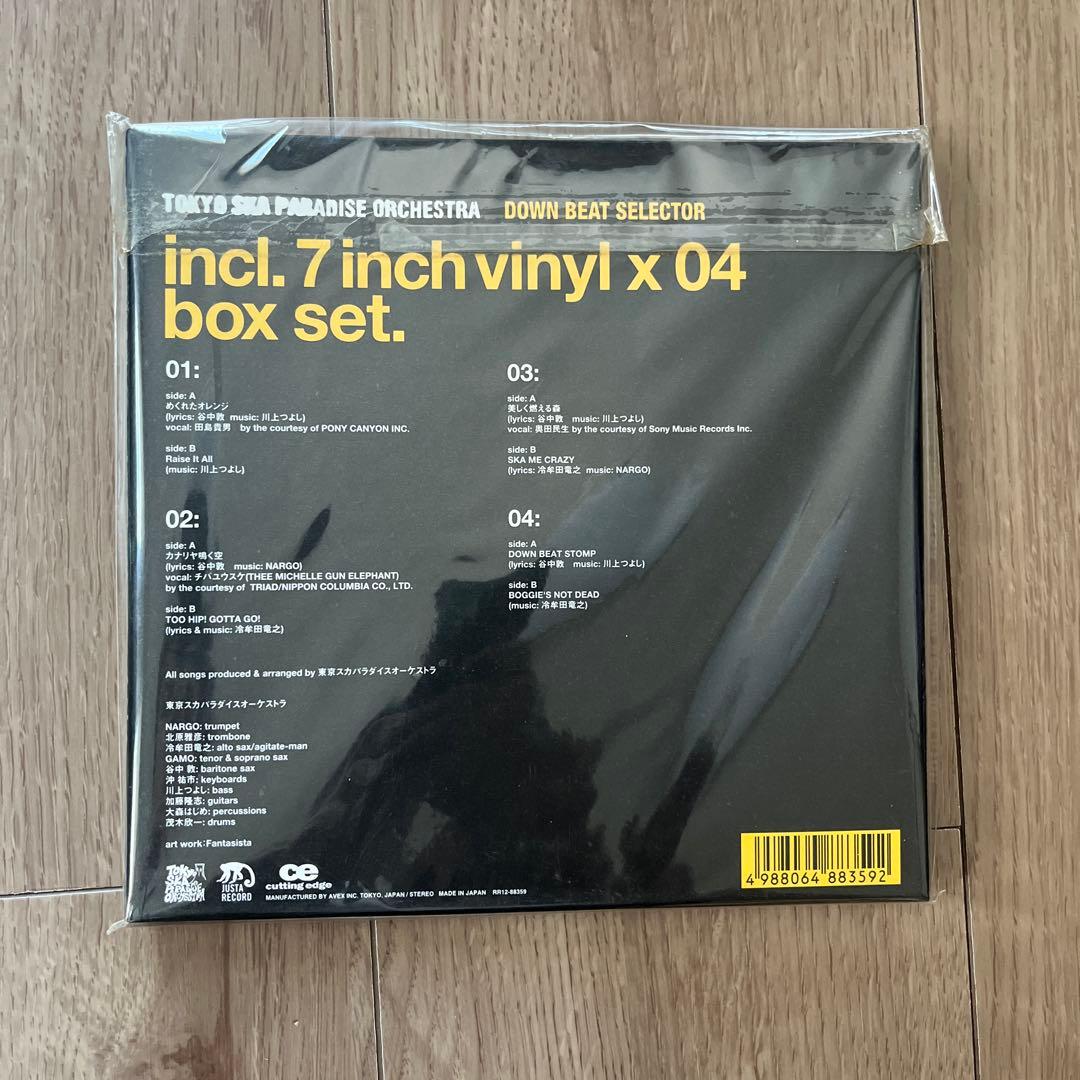 TOKYO SKA PARADISE ORCHESTRA DOWN BEAT SELECTOR
incl. 7 inch vinyl x 04
box set.
01:
side: A
めくれたオレンジ
(lyrics: 谷中敦 music: 川上つよし)
vocal: 田島貴男 by the courtesy of PONY CANYON INC.
side: B
Raise It All
(music: 川上つよし)
02:
side: A
カナリヤ鳴く空
(lyrics: 谷中敦 music: NARGO)
vocal: チバユウスケ(THEE MICHELLE GUN ELEPHANT)
by the courtesy of TRIAD/NIPPON COLUMBIA CO., LTD.
side: B
TOO HIP! GOTTA GO!
(lyrics & music: 冷牟田竜之)
03:
side: A
美しく燃える森
(lyrics: 谷中敦 music: 川上つよし)
vocal: 奥田民生 by the courtesy of Sony Music Records Inc.
side: B
SKA ME CRAZY
(lyrics: 冷牟田竜之 music: NARGO)
04:
side: A
DOWN BEAT STOMP
(lyrics: 谷中敦 music: 川上つよし)
side: B
BOGGIE'S NOT DEAD
(music: 冷牟田竜之)
All songs produced & arranged by 東京スカパラダイスオーケストラ
東京スカパラダイスオーケストラ
NARGO: trumpet
北原雅彦: trombone
冷牟田竜之: alto sax/agitate-man
GAMO: tenor & soprano sax
谷中 敦: baritone sax
沖 祐市: keyboards
川上つよし: bass
加藤隆志: guitars
大森はじめ: percussions
茂木欣一: drums
art work: Fantasista
TOKYO SKA PARADISE ORCHESTRA
JUSTA RECORD
ce
cutting edge
MANUFACTURED BY AVEX INC. TOKYO, JAPAN / STEREO MADE IN JAPAN RR12-88359
4 988064 883592